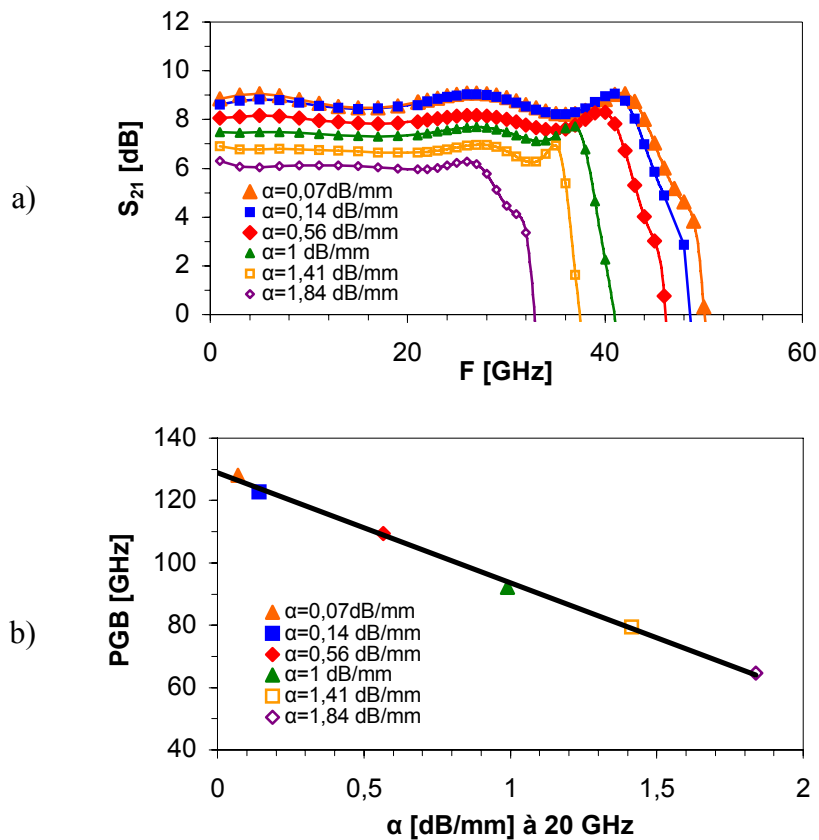 a)
S21 [dB]
12
10
8
6
4
2
0
α=0,07dB/mm
α=0,14 dB/mm
α=0,56 dB/mm
α=1 dB/mm
α=1,41 dB/mm
α=1,84 dB/mm
0 20 40 60
F [GHz]
b)
PGB [GHz]
140
120
100
80
60
40
α=0,07dB/mm
α=0,14 dB/mm
α=0,56 dB/mm
α=1 dB/mm
α=1,41 dB/mm
α=1,84 dB/mm
0 0,5 1 1,5 2
α [dB/mm] à 20 GHz